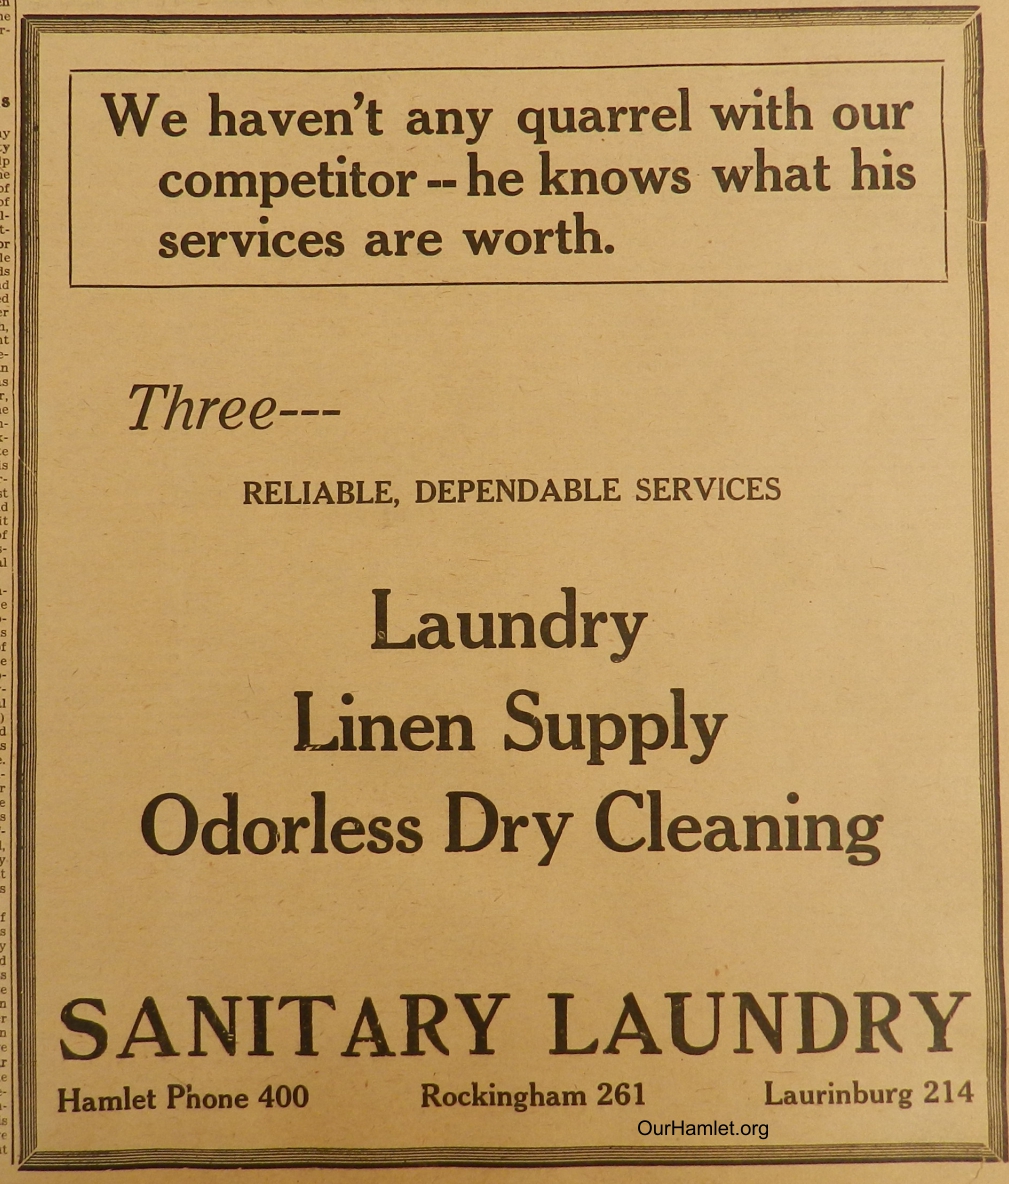 We haven't any quarrel with our
competitor -- he knows what his
services are worth.
Three---
RELIABLE, DEPENDABLE SERVICES
Laundry
Linen Supply
Odorless Dry Cleaning
SANITARY LAUNDRY
Hamlet Phone 400 Rockingham 261 Laurinburg 214
OurHamlet.org